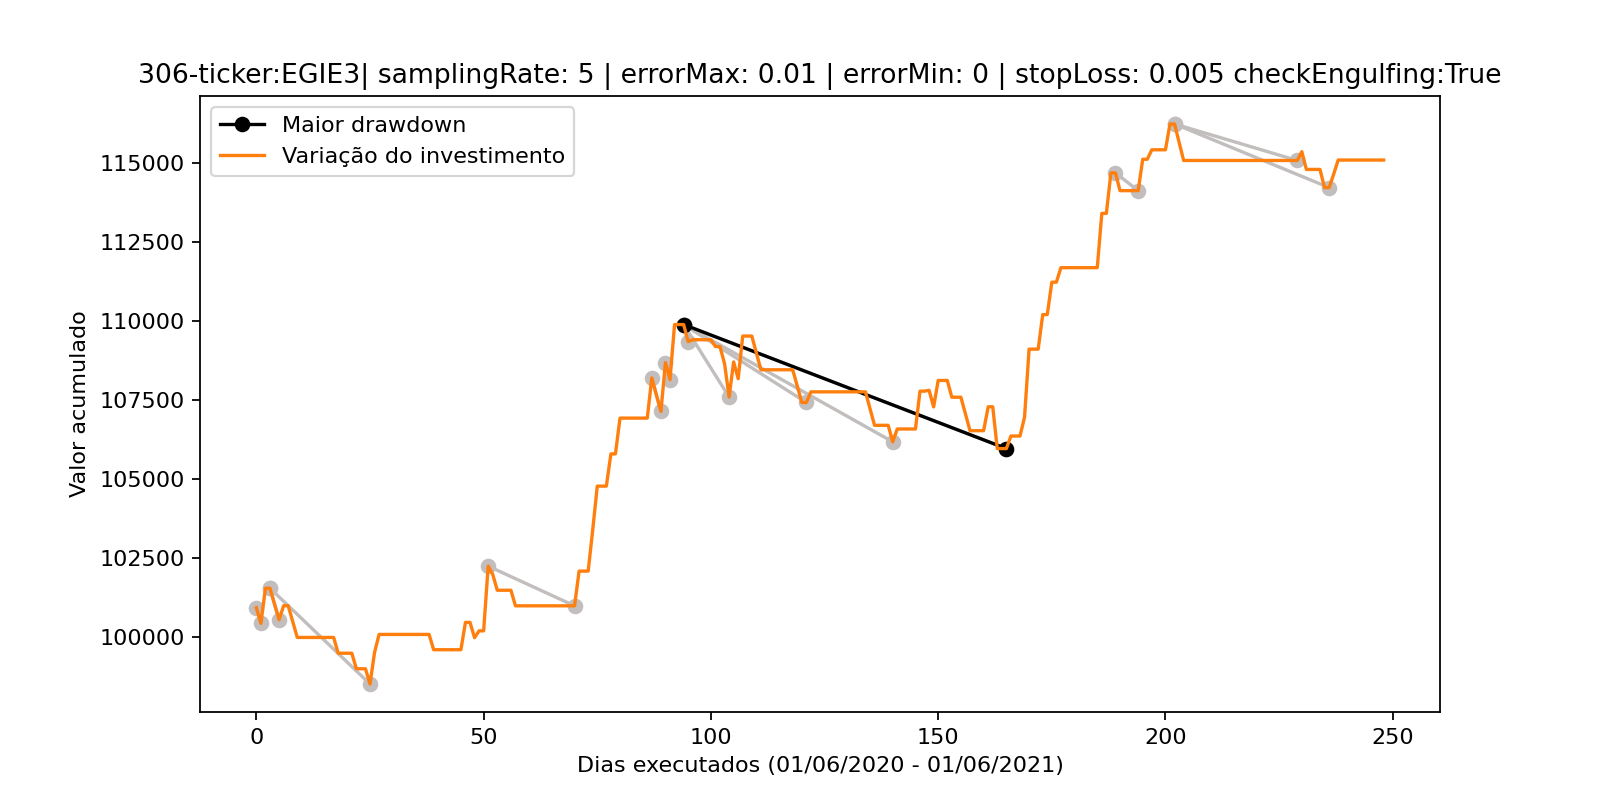 306-ticker:EGIE3| samplingRate: 5 | errorMax: 0.01 | errorMin: 0 | stopLoss: 0.005 checkEngulfing:True
Maior drawdown
Variação do investimento
Valor acumulado
115000
112500
110000
107500
105000
102500
100000
0
50
100
150
200
250
Dias executados (01/06/2020 - 01/06/2021)